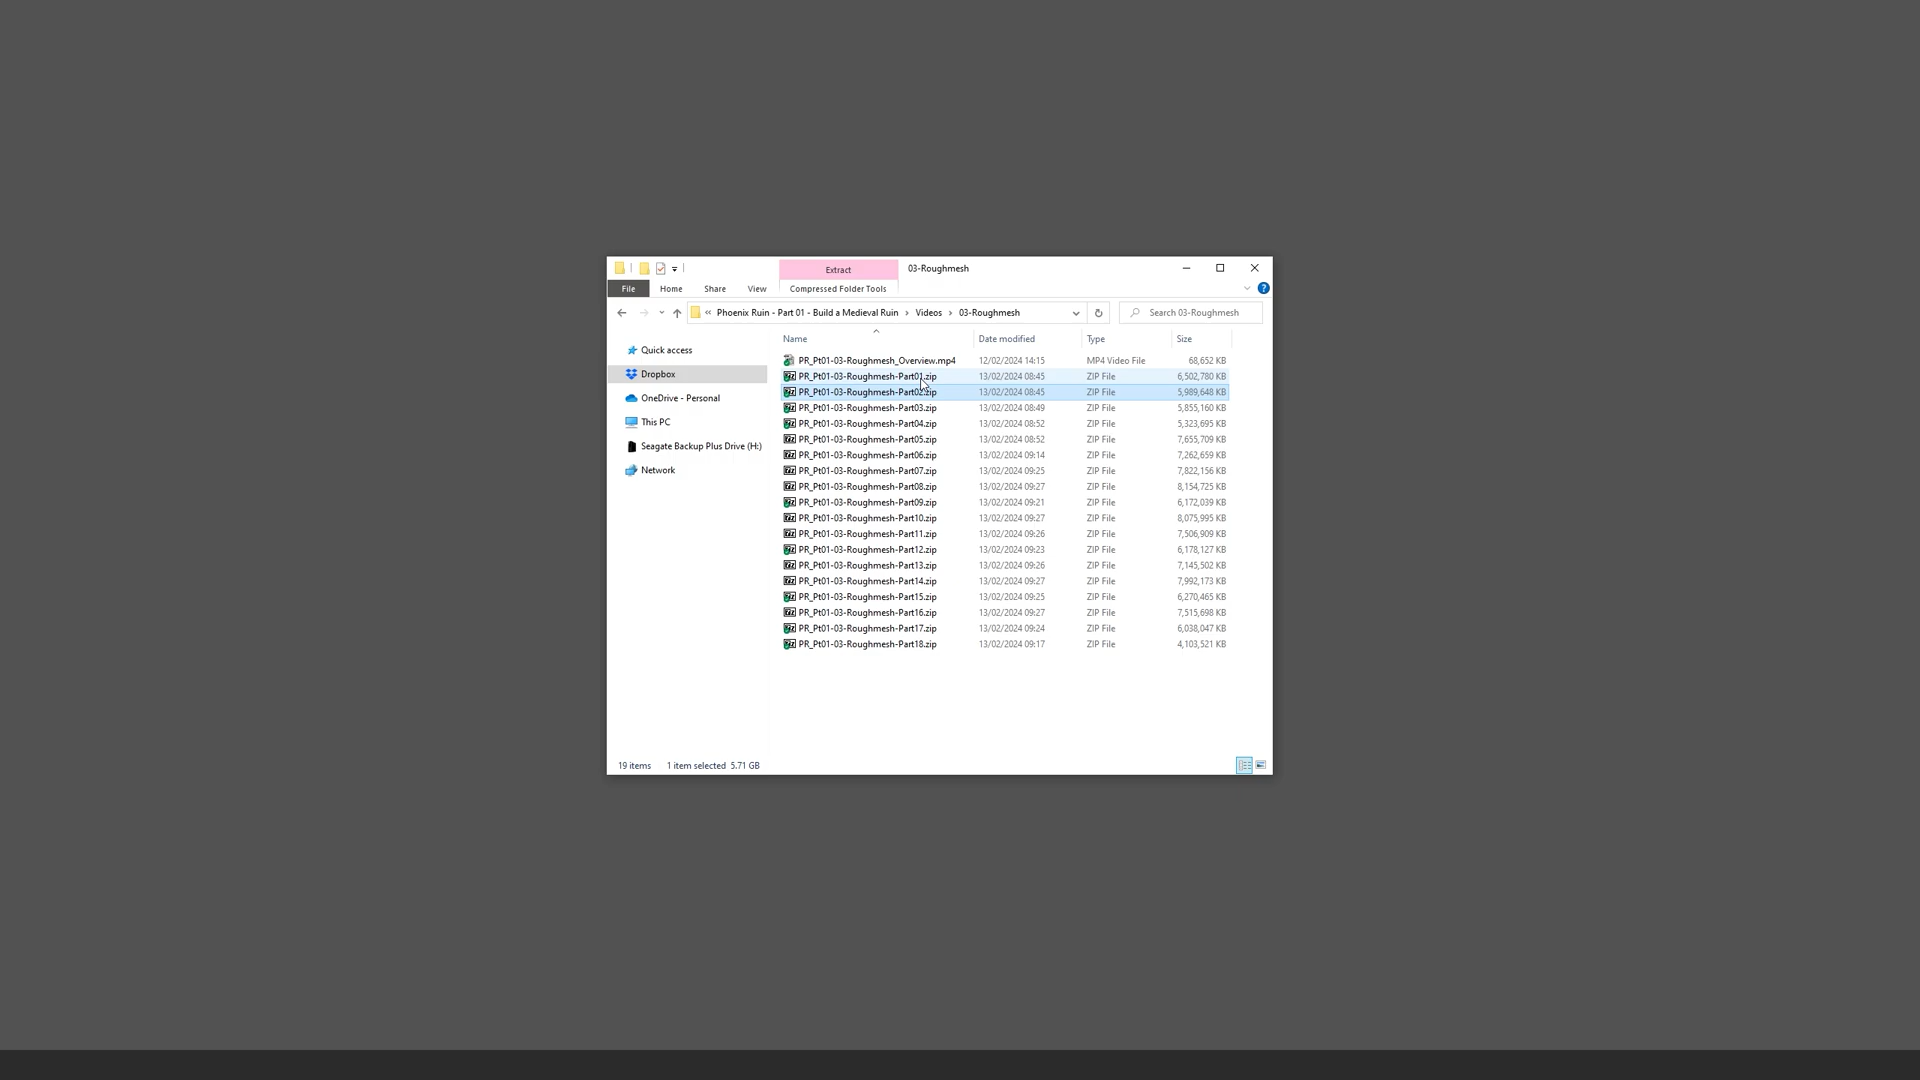 Extract 03-Roughmesh
File Home Share View Compressed Folder Tools
« Phoenix Ruin - Part 01 - Build a Medieval Ruin › Videos › 03-Roughmesh Search 03-Roughmesh
Quick access
Dropbox
OneDrive - Personal
This PC
Seagate Backup Plus Drive (H:)
Network
Name Date modified Type Size
PR_Pt01-03-Roughmesh_Overview.mp4 12/02/2024 14:15 MP4 Video File 68,652 KB
PR_Pt01-03-Roughmesh-Part01.zip 13/02/2024 08:45 ZIP File 6,502,780 KB
PR_Pt01-03-Roughmesh-Part02.zip 13/02/2024 08:45 ZIP File 5,989,648 KB
PR_Pt01-03-Roughmesh-Part03.zip 13/02/2024 08:49 ZIP File 5,855,160 KB
PR_Pt01-03-Roughmesh-Part04.zip 13/02/2024 08:52 ZIP File 5,323,695 KB
PR_Pt01-03-Roughmesh-Part05.zip 13/02/2024 08:52 ZIP File 7,655,709 KB
PR_Pt01-03-Roughmesh-Part06.zip 13/02/2024 09:14 ZIP File 7,262,659 KB
PR_Pt01-03-Roughmesh-Part07.zip 13/02/2024 09:25 ZIP File 7,822,156 KB
PR_Pt01-03-Roughmesh-Part08.zip 13/02/2024 09:27 ZIP File 8,154,725 KB
PR_Pt01-03-Roughmesh-Part09.zip 13/02/2024 09:21 ZIP File 6,172,039 KB
PR_Pt01-03-Roughmesh-Part10.zip 13/02/2024 09:27 ZIP File 8,075,995 KB
PR_Pt01-03-Roughmesh-Part11.zip 13/02/2024 09:26 ZIP File 7,506,909 KB
PR_Pt01-03-Roughmesh-Part12.zip 13/02/2024 09:23 ZIP File 6,178,127 KB
PR_Pt01-03-Roughmesh-Part13.zip 13/02/2024 09:26 ZIP File 7,145,502 KB
PR_Pt01-03-Roughmesh-Part14.zip 13/02/2024 09:27 ZIP File 7,992,173 KB
PR_Pt01-03-Roughmesh-Part15.zip 13/02/2024 09:25 ZIP File 6,270,465 KB
PR_Pt01-03-Roughmesh-Part16.zip 13/02/2024 09:27 ZIP File 7,515,698 KB
PR_Pt01-03-Roughmesh-Part17.zip 13/02/2024 09:24 ZIP File 6,038,047 KB
PR_Pt01-03-Roughmesh-Part18.zip 13/02/2024 09:17 ZIP File 4,103,521 KB
19 items 1 item selected 5.71 GB